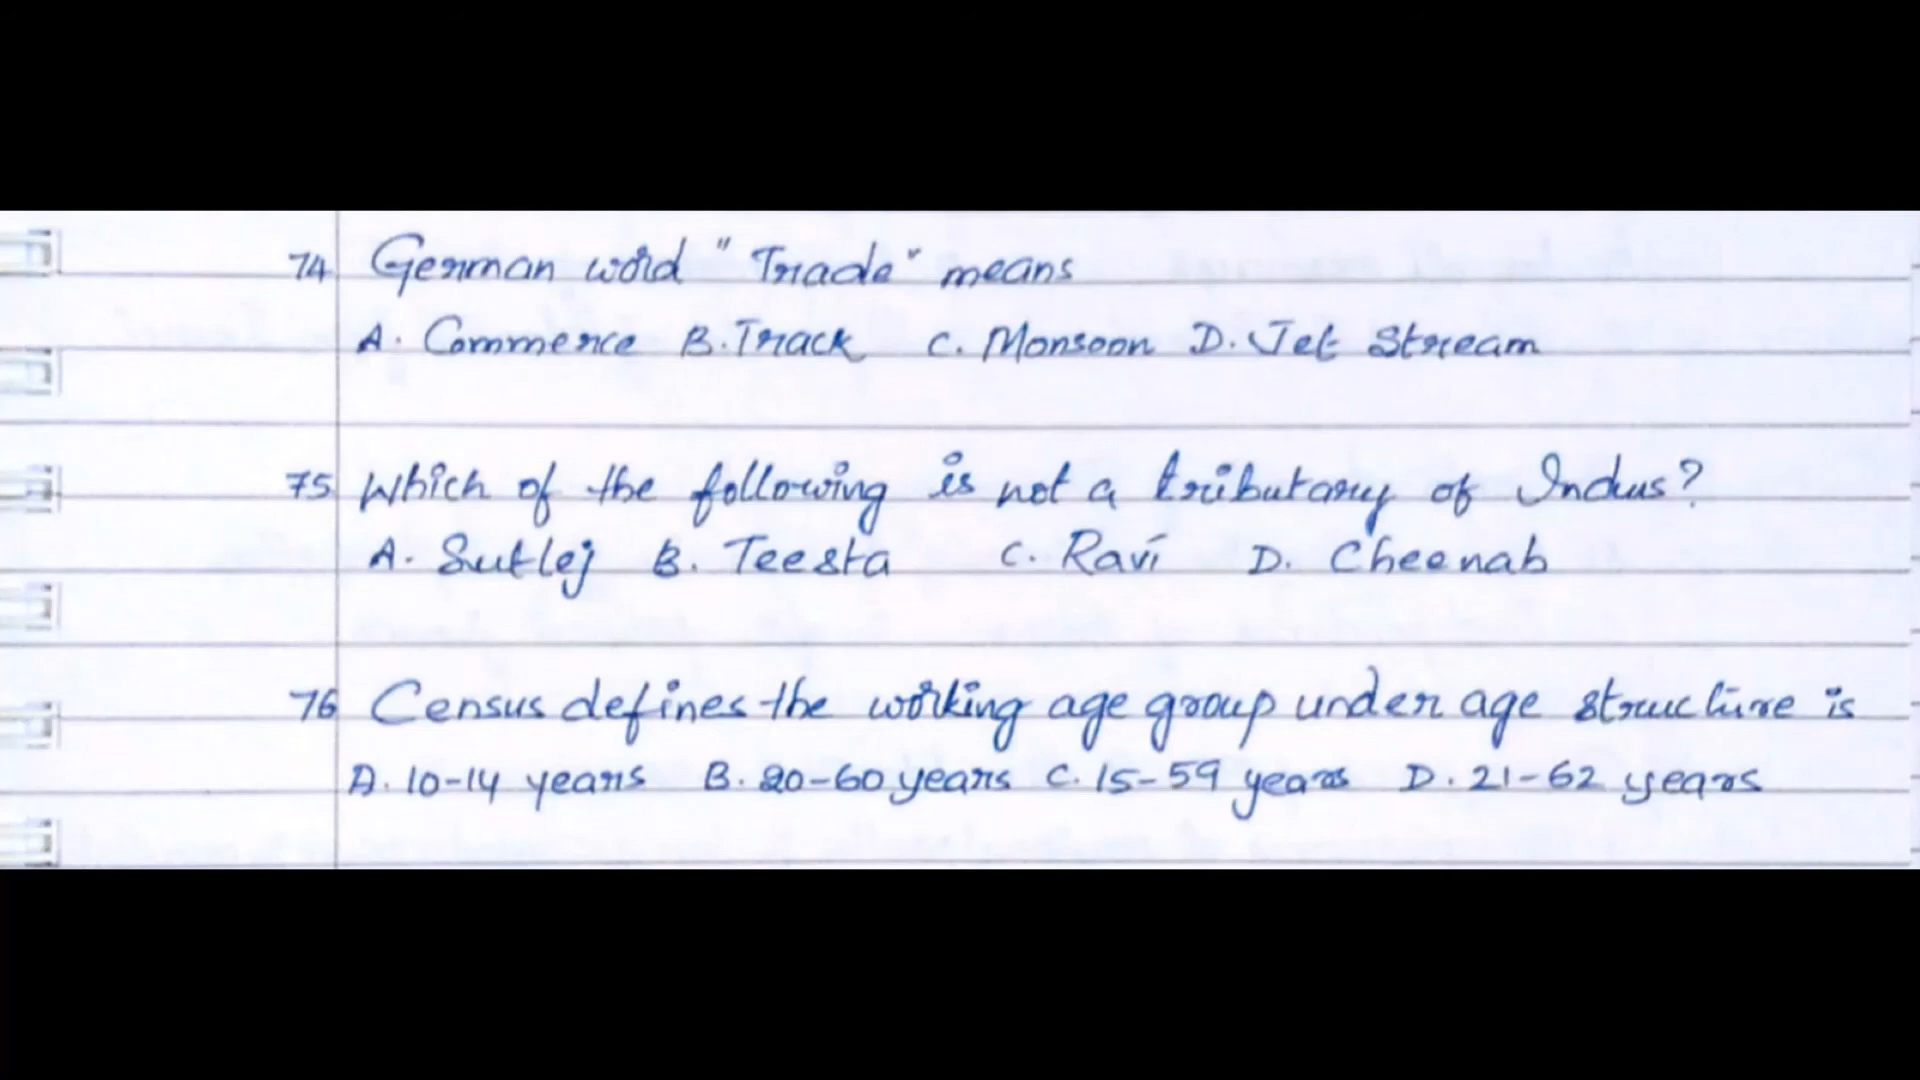 74 German word "Trade" means
A. Commerce B. Track C. Monsoon D. Jet Stream
75 Which of the following is not a tributary of Indus?
A. Sutlej B. Teesta C. Ravi D. Cheenab
76 Census defines the working age group under age structure is
A. 10-14 years B. 20-60 years C. 15-59 years D. 21-62 years